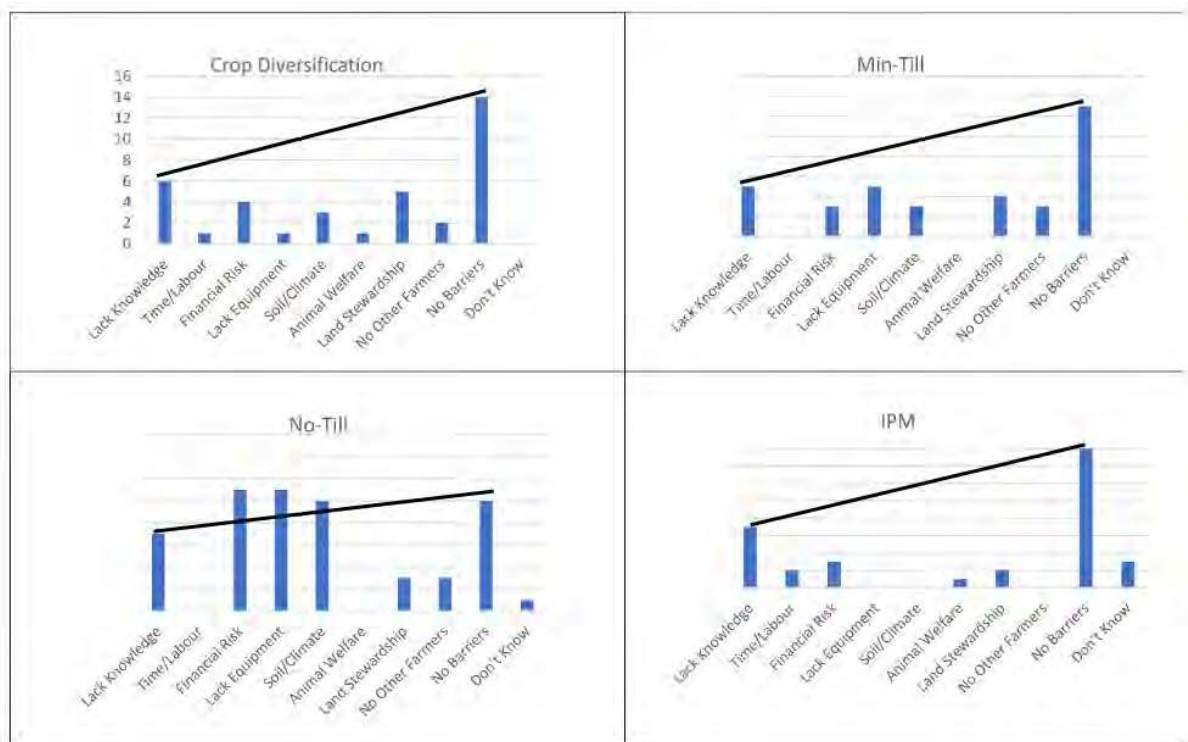 Crop Diversification
16
14
12
10
8
6
4
2
0
Lack Knowledge
Time/Labour
Financial Risk
Lack Equipment
Soil/Climate
Animal Welfare
Land Stewardship
No Other Farmers
No Barriers
Don't Know
Min-Till
Lack Knowledge
Time/Labour
Financial Risk
Lack Equipment
Soil/Climate
Animal Welfare
Land Stewardship
No Other Farmers
No Barriers
Don't Know
No-Till
Lack Knowledge
Time/Labour
Financial Risk
Lack Equipment
Soil/Climate
Animal Welfare
Land Stewardship
No Other Farmers
No Barriers
Don't Know
IPM
Lack Knowledge
Time/Labour
Financial Risk
Lack Equipment
Soil/Climate
Animal Welfare
Land Stewardship
No Other Farmers
No Barriers
Don't Know